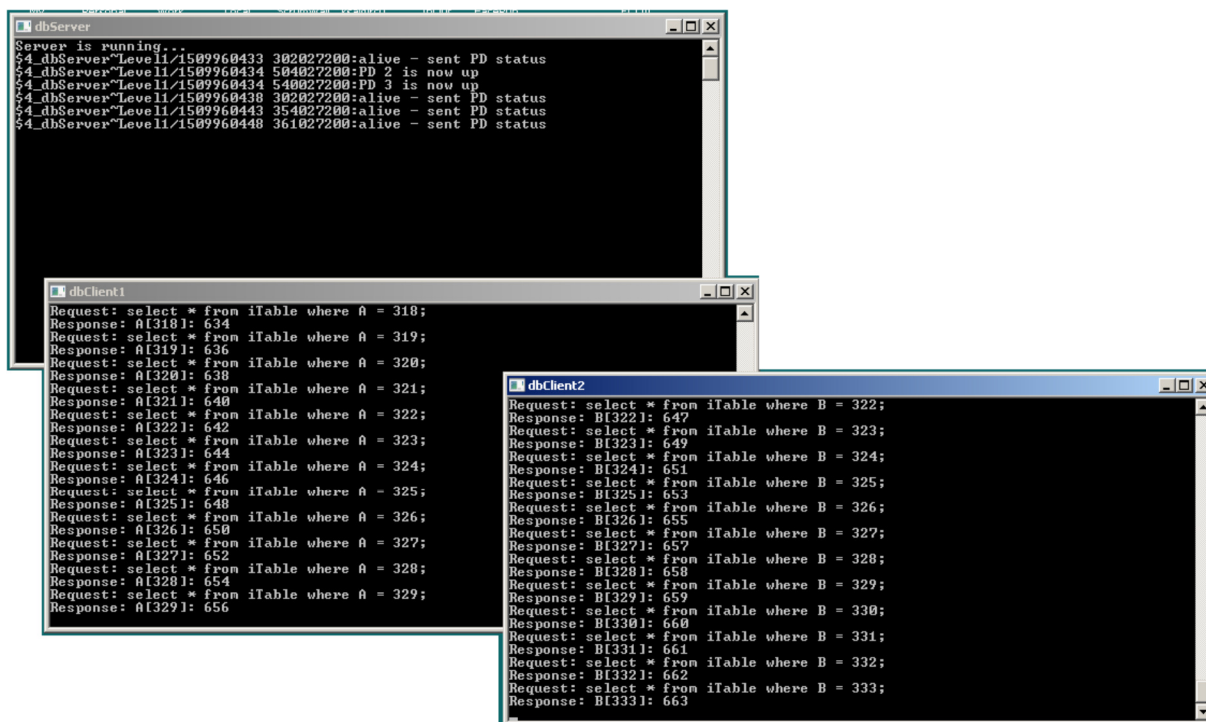 dbServer
Server is running...
$4_dbServer~Level1/1509960433 302027200:alive - sent PD status
$4_dbServer~Level1/1509960434 504027200:PD 2 is now up
$4_dbServer~Level1/1509960434 540027200:PD 3 is now up
$4_dbServer~Level1/1509960438 302027200:alive - sent PD status
$4_dbServer~Level1/1509960443 354027200:alive - sent PD status
$4_dbServer~Level1/1509960448 361027200:alive - sent PD status
dbClient1
Request: select * from iTable where A = 318;
Response: A[318]: 634
Request: select * from iTable where A = 319;
Response: A[319]: 636
Request: select * from iTable where A = 320;
Response: A[320]: 638
Request: select * from iTable where A = 321;
Response: A[321]: 640
Request: select * from iTable where A = 322;
Response: A[322]: 642
Request: select * from iTable where A = 323;
Response: A[323]: 644
Request: select * from iTable where A = 324;
Response: A[324]: 646
Request: select * from iTable where A = 325;
Response: A[325]: 648
Request: select * from iTable where A = 326;
Response: A[326]: 650
Request: select * from iTable where A = 327;
Response: A[327]: 652
Request: select * from iTable where A = 328;
Response: A[328]: 654
Request: select * from iTable where A = 329;
Response: A[329]: 656
dbClient2
Request: select * from iTable where B = 322;
Response: B[322]: 647
Request: select * from iTable where B = 323;
Response: B[323]: 649
Request: select * from iTable where B = 324;
Response: B[324]: 651
Request: select * from iTable where B = 325;
Response: B[325]: 653
Request: select * from iTable where B = 326;
Response: B[326]: 655
Request: select * from iTable where B = 327;
Response: B[327]: 657
Request: select * from iTable where B = 328;
Response: B[328]: 658
Request: select * from iTable where B = 329;
Response: B[329]: 659
Request: select * from iTable where B = 330;
Response: B[330]: 660
Request: select * from iTable where B = 331;
Response: B[331]: 661
Request: select * from iTable where B = 332;
Response: B[332]: 662
Request: select * from iTable where B = 333;
Response: B[333]: 663